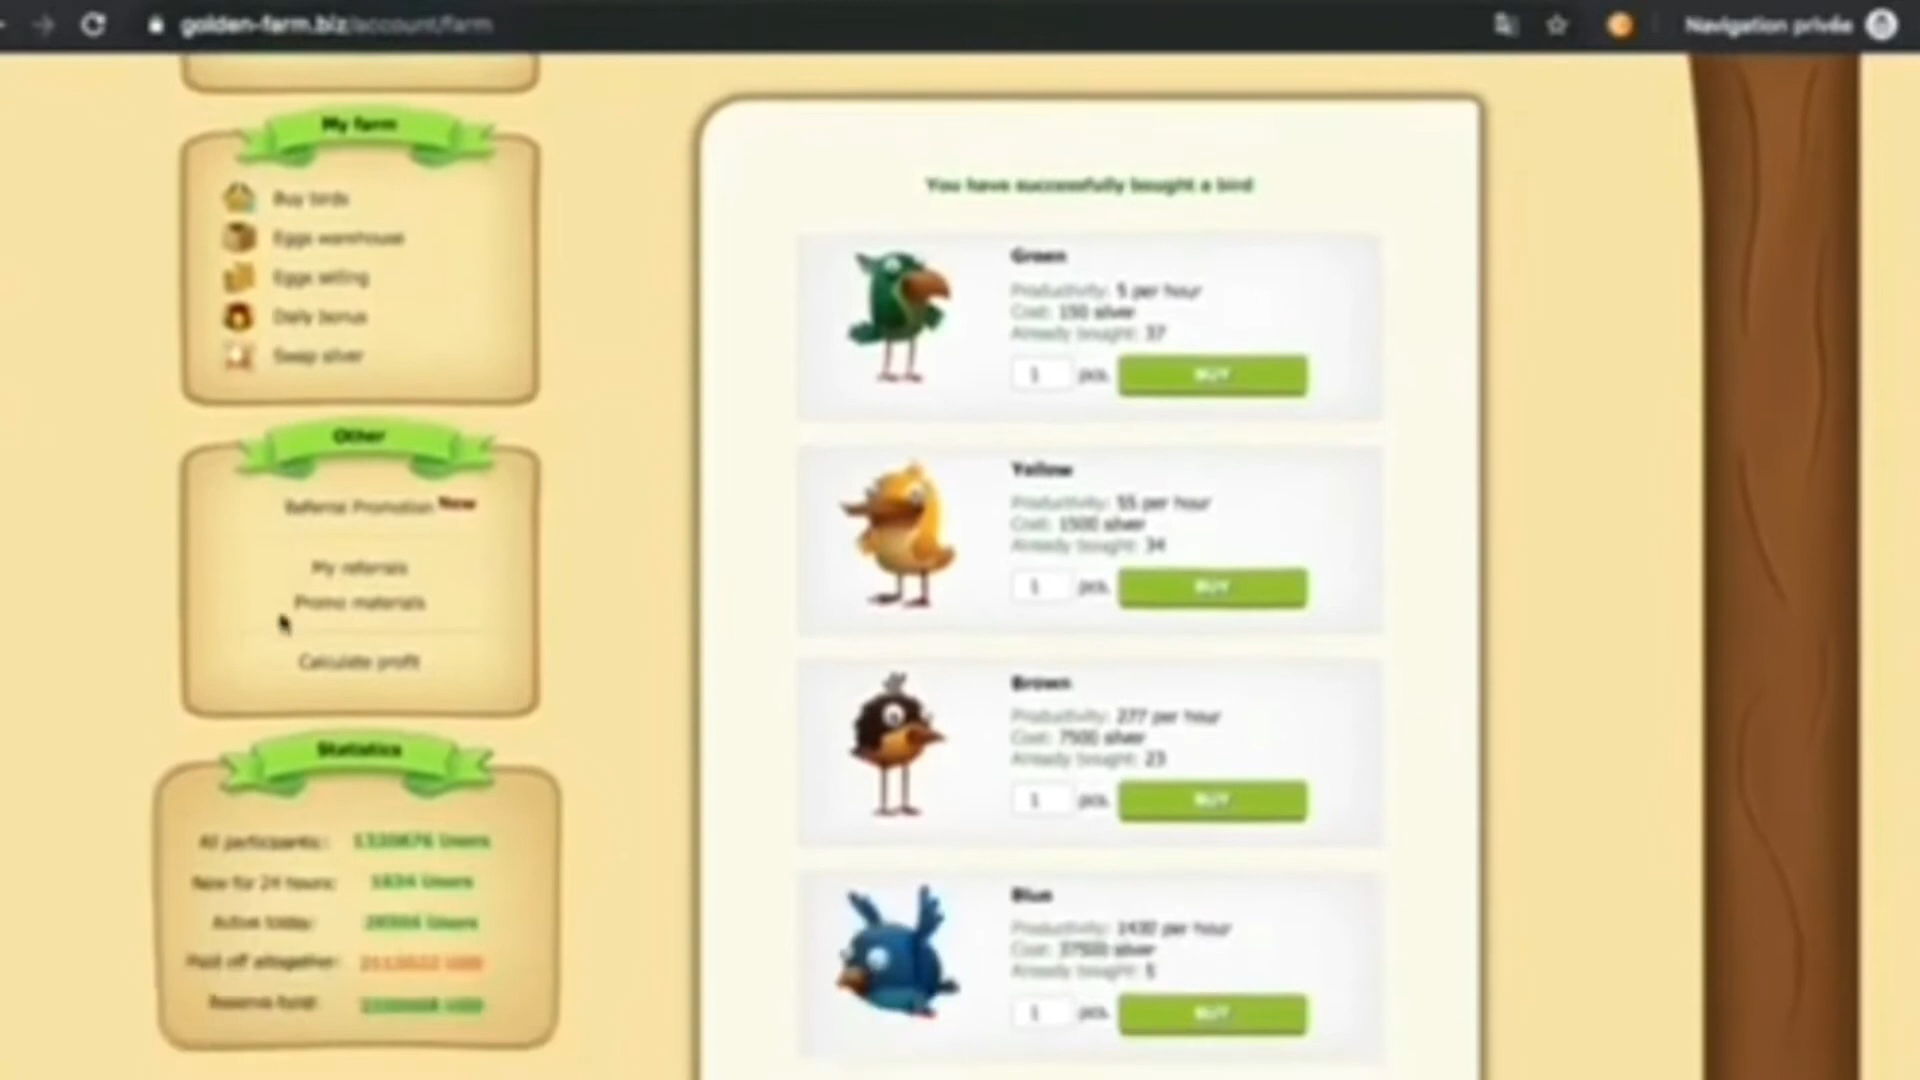 golden-farm.biz/account/farm
Navigation privée
My farm
Buy birds
Eggs warehouse
Eggs selling
Daily bonus
Swap silver
Other
Referral Promotion New
My referrals
Promo materials
Calculate profit
Statistics
All participants:
Users
New for 24 hours: 1634 Users
Active today: Users
Paid off altogether:
Reserve fund:
You have successfully bought a bird
Green
Productivity: 5 per hour
Cost: 150 silver
Already bought: 37
1 pcs. BUY
Yellow
Productivity: 55 per hour
Cost: 1500 silver
Already bought: 34
1 pcs. BUY
Brown
Productivity: 277 per hour
Cost: 7500 silver
Already bought: 23
1 pcs. BUY
Blue
Productivity: 1430 per hour
Cost: 37500 silver
Already bought: 5
1 pcs. BUY